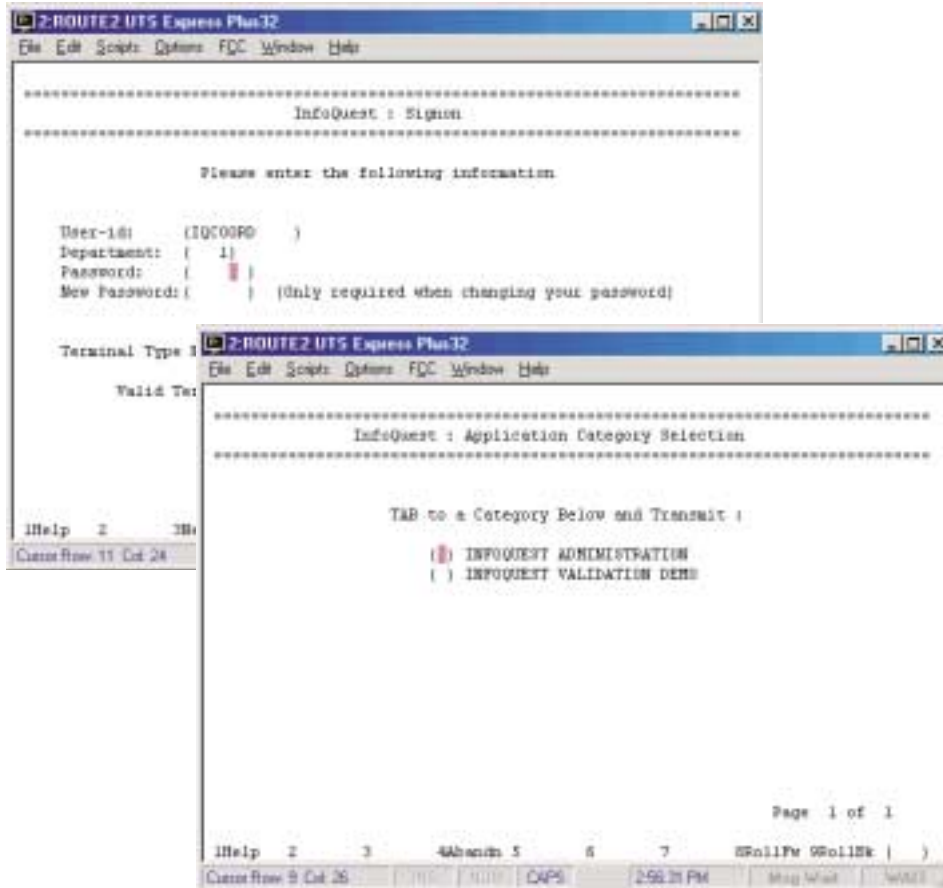 2:ROUTE2 UTS Express Plus32
File Edit Scripts Options FCC Window Help
InfoQuest : Signon
Please enter the following information
User-id: (IQCOORD )
Department: ( 1)
Password: ( )
New Password:( ) (Only required when changing your password)
Terminal Type
Valid
1Help 2
Cursor Row: 11 Col: 24
2:ROUTE2 UTS Express Plus32
File Edit Scripts Options FCC Window Help
InfoQuest : Application Category Selection
TAB to a Category Below and Transmit :
( ) INFOQUEST ADMINISTRATION
( ) INFOQUEST VALIDATION DEMO
Page 1 of 1
1Help 2 3 4Abandn 5 6 7 8RollFw 9RollBk ( )
Cursor Row: 9 Col: 26 CAPS 2:56:31 PM Msg Wait WAIT